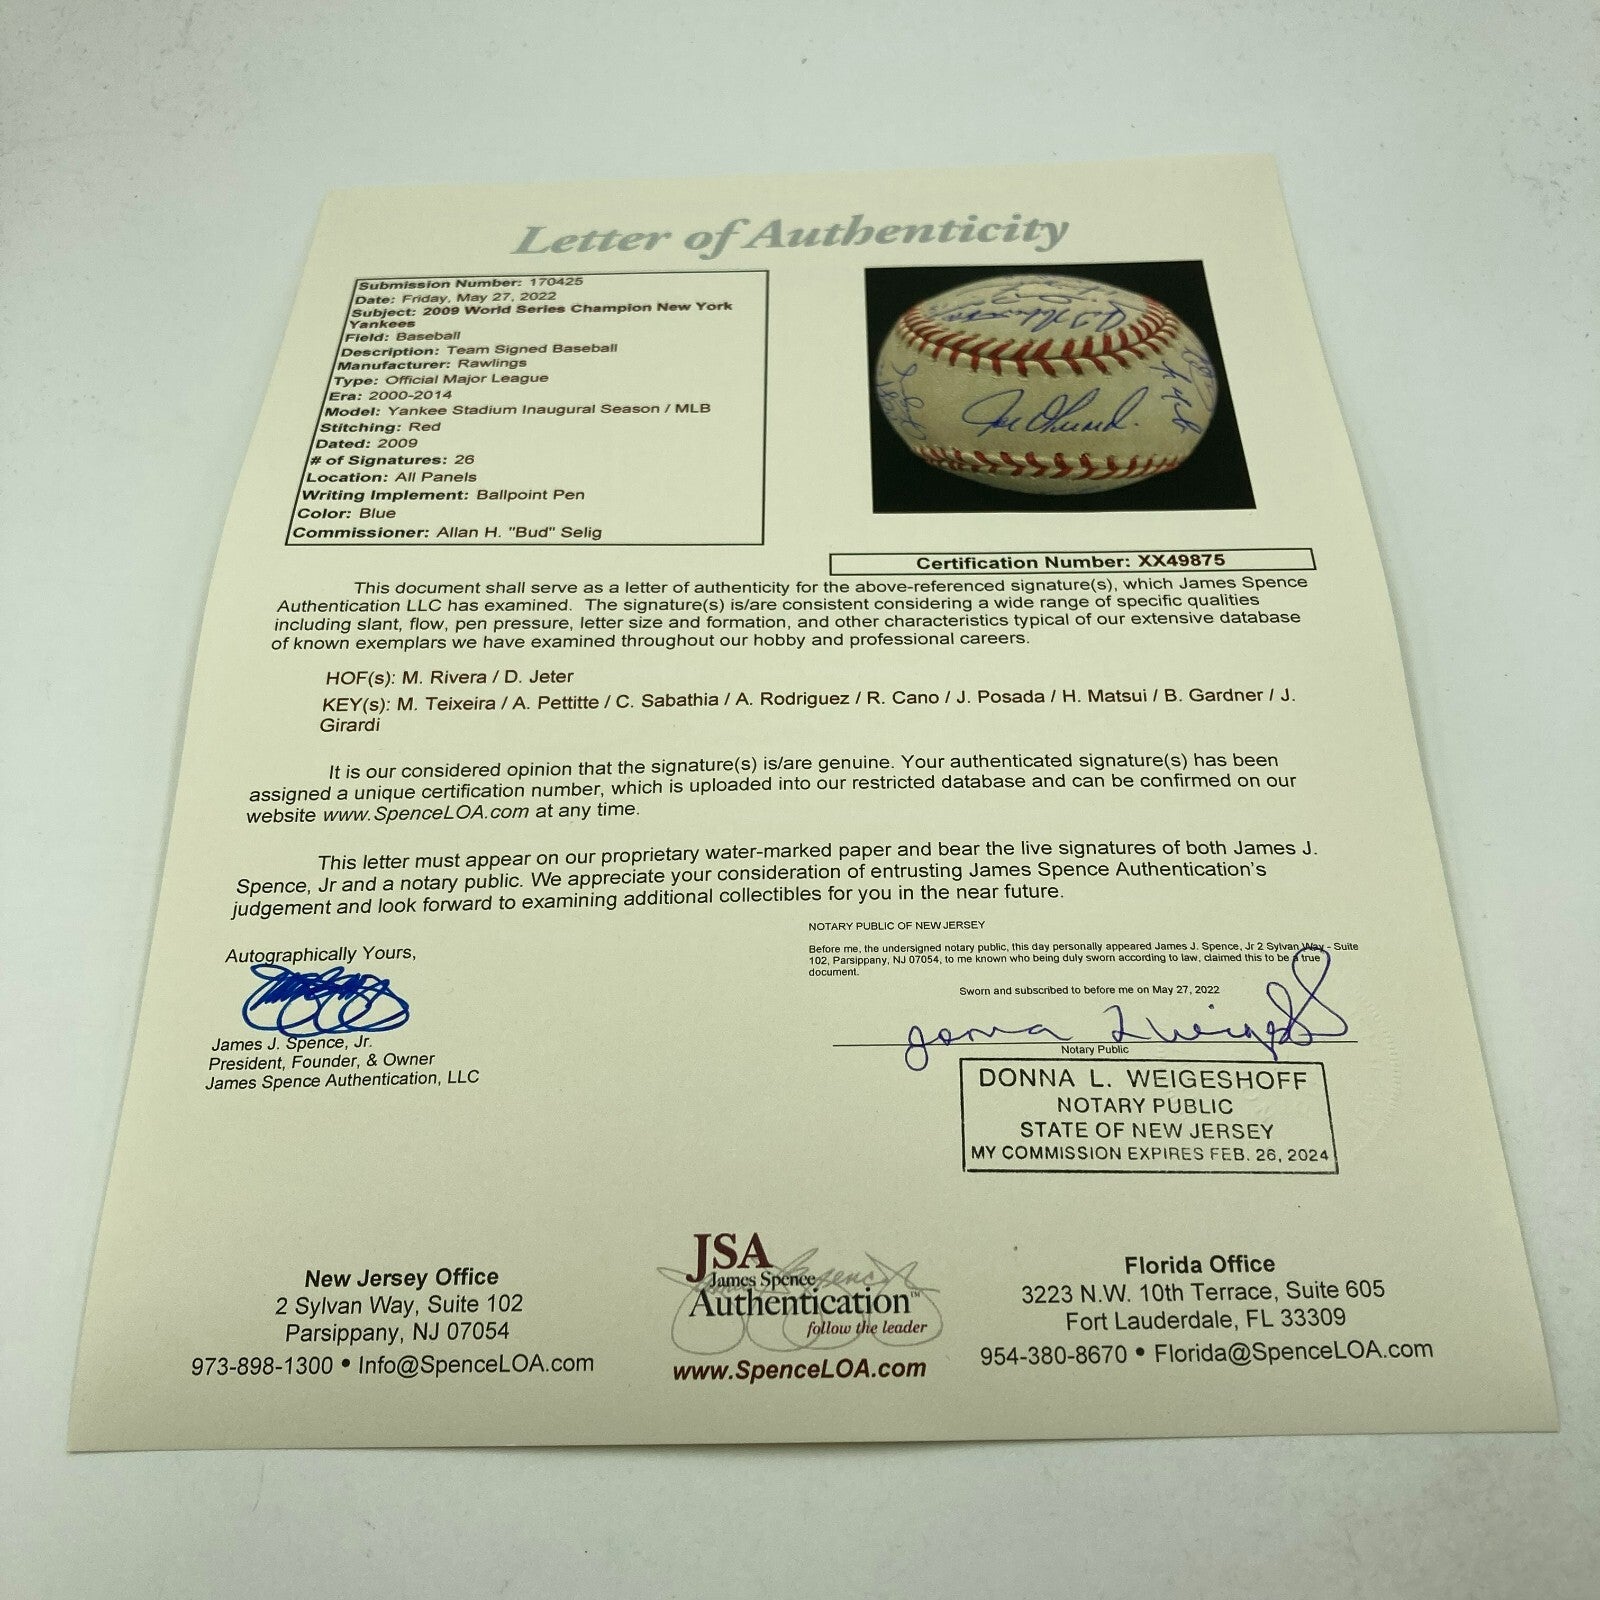 Letter of Authenticity
Submission Number: 170425
Date: Friday, May 27, 2022
Subject: 2009 World Series Champion New York
Yankees
Field: Baseball
Description: Team Signed Baseball
Manufacturer: Rawlings
Type: Official Major League
Era: 2000-2014
Model: Yankee Stadium Inaugural Season / MLB
Stitching: Red
Dated: 2009
# of Signatures: 26
Location: All Panels
Writing Implement: Ballpoint Pen
Color: Blue
Commissioner: Allan H. "Bud" Selig
Joe Girardi
Certification Number: XX49875
This document shall serve as a letter of authenticity for the above-referenced signature(s), which James Spence
Authentication LLC has examined. The signature(s) is/are consistent considering a wide range of specific qualities
including slant, flow, pen pressure, letter size and formation, and other characteristics typical of our extensive database
of known exemplars we have examined throughout our hobby and professional careers.
HOF(s): M. Rivera / D. Jeter
KEY(s): M. Teixeira / A. Pettitte / C. Sabathia / A. Rodriguez / R. Cano / J. Posada / H. Matsui / B. Gardner / J.
Girardi
It is our considered opinion that the signature(s) is/are genuine. Your authenticated signature(s) has been
assigned a unique certification number, which is uploaded into our restricted database and can be confirmed on our
website www.SpenceLOA.com at any time.
This letter must appear on our proprietary water-marked paper and bear the live signatures of both James J.
Spence, Jr and a notary public. We appreciate your consideration of entrusting James Spence Authentication's
judgement and look forward to examining additional collectibles for you in the near future.
Autographically Yours,
James J. Spence, Jr.
President, Founder, & Owner
James Spence Authentication, LLC
NOTARY PUBLIC OF NEW JERSEY
Before me, the undersigned notary public, this day personally appeared James J. Spence, Jr 2 Sylvan Way - Suite
102, Parsippany, NJ 07054, to me known who being duly sworn according to law, claimed this to be a true
document.
Sworn and subscribed to before me on May 27, 2022
Donna L Weigeshoff
Notary Public
DONNA L. WEIGESHOFF
NOTARY PUBLIC
STATE OF NEW JERSEY
MY COMMISSION EXPIRES FEB. 26, 2024
New Jersey Office
2 Sylvan Way, Suite 102
Parsippany, NJ 07054
973-898-1300 • Info@SpenceLOA.com
JSA
James Spence
Authentication™
follow the leader
www.SpenceLOA.com
Florida Office
3223 N.W. 10th Terrace, Suite 605
Fort Lauderdale, FL 33309
954-380-8670 • Florida@SpenceLOA.com